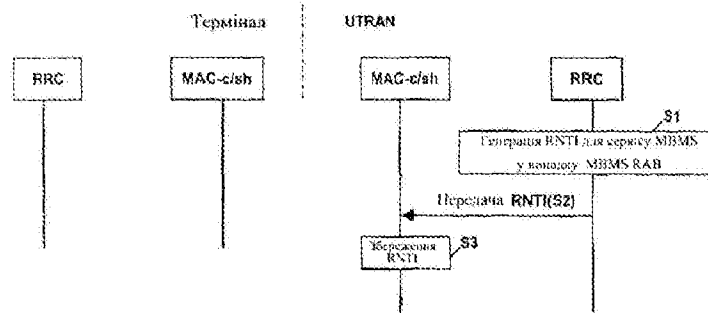 Термінал
UTRAN
RRC
MAC-c/sh
MAC-c/sh
RRC
S1
Генерація RNTI для сервісу MBMS
у випадку MBMS RAB
Передача RNTI(S2)
S3
Збереження
RNTI